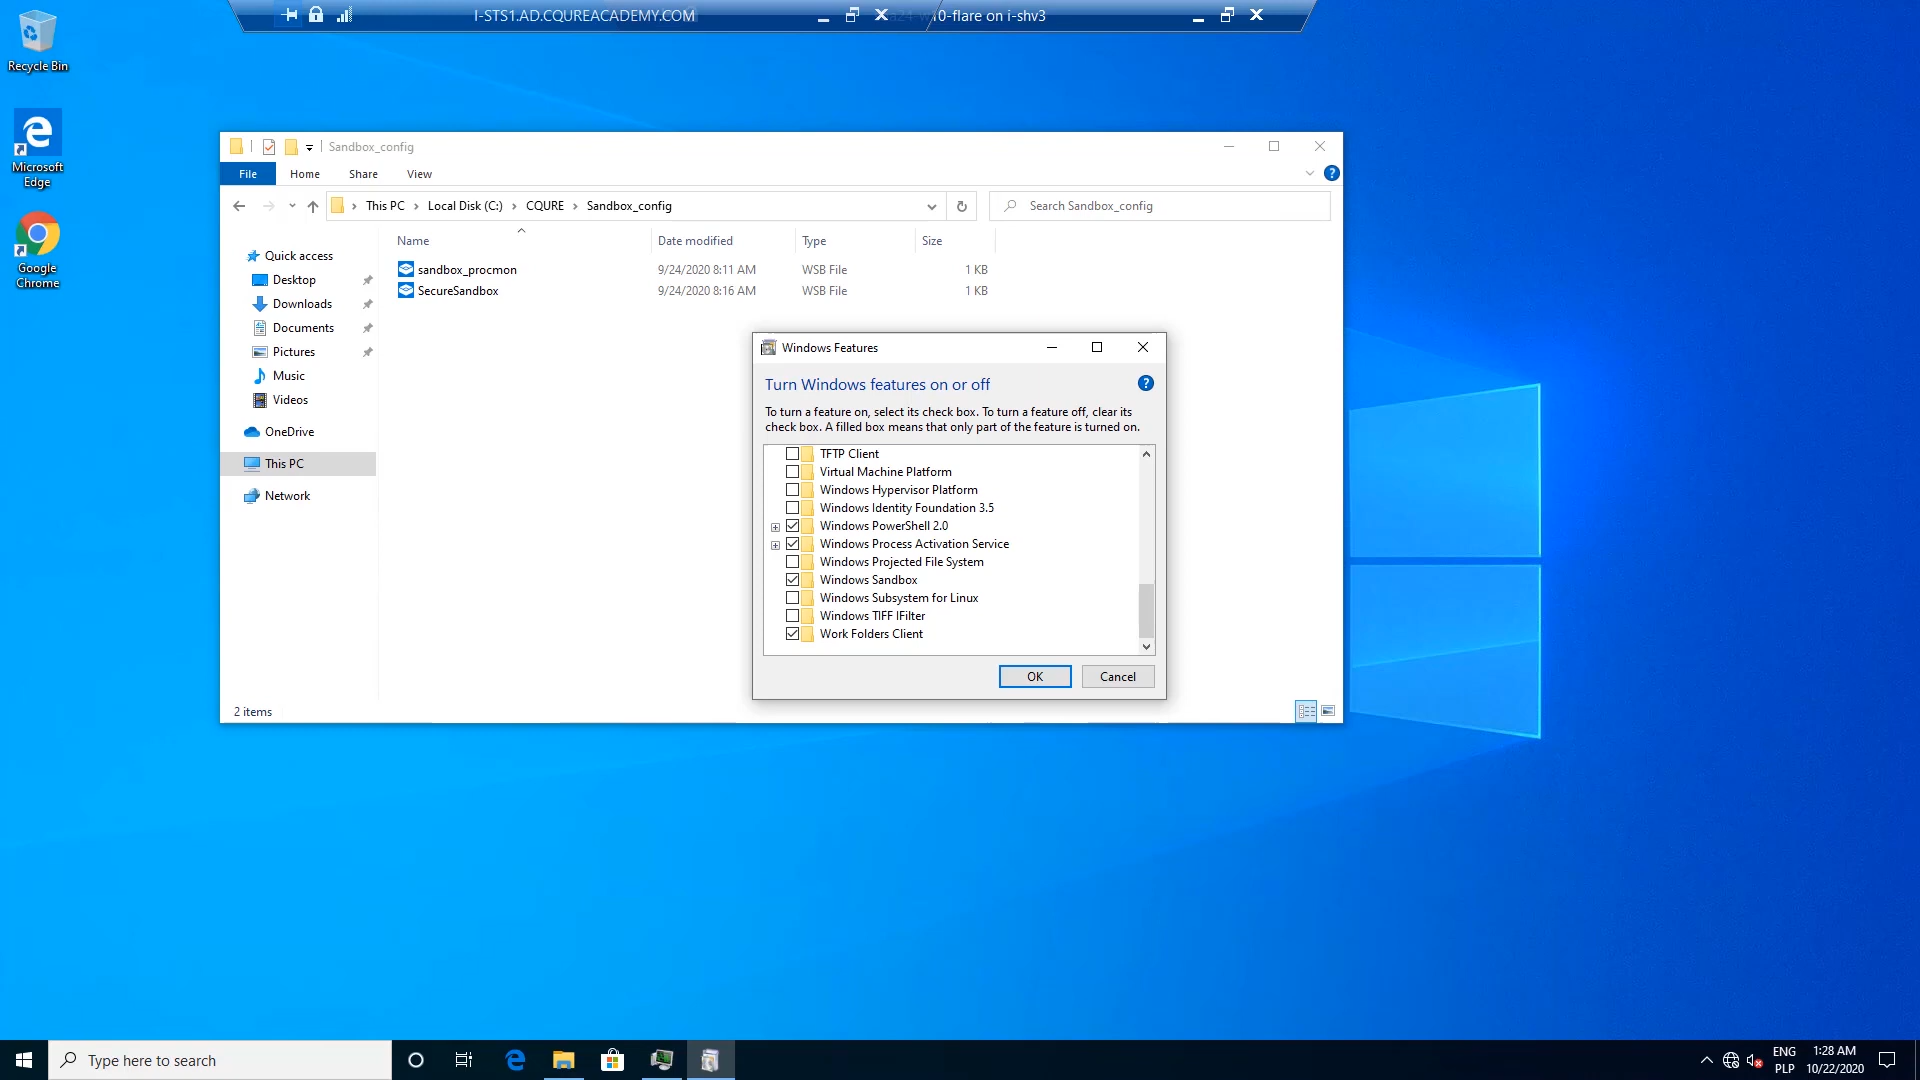 I-STS1.AD.CQUREACADEMY.COM
10-flare on i-shv3
Recycle Bin
Microsoft
Edge
Google
Chrome
Sandbox_config
File Home Share View
This PC > Local Disk (C:) > CQURE > Sandbox_config
Search Sandbox_config
Name Date modified Type Size
sandbox_procmon 9/24/2020 8:11 AM WSB File 1 KB
SecureSandbox 9/24/2020 8:16 AM WSB File 1 KB
Quick access
Desktop
Downloads
Documents
Pictures
Music
Videos
OneDrive
This PC
Network
2 items
Windows Features
Turn Windows features on or off
To turn a feature on, select its check box. To turn a feature off, clear its
check box. A filled box means that only part of the feature is turned on.
TFTP Client
Virtual Machine Platform
Windows Hypervisor Platform
Windows Identity Foundation 3.5
Windows PowerShell 2.0
Windows Process Activation Service
Windows Projected File System
Windows Sandbox
Windows Subsystem for Linux
Windows TIFF IFilter
Work Folders Client
OK Cancel
Type here to search
ENG
PLP
1:28 AM
10/22/2020